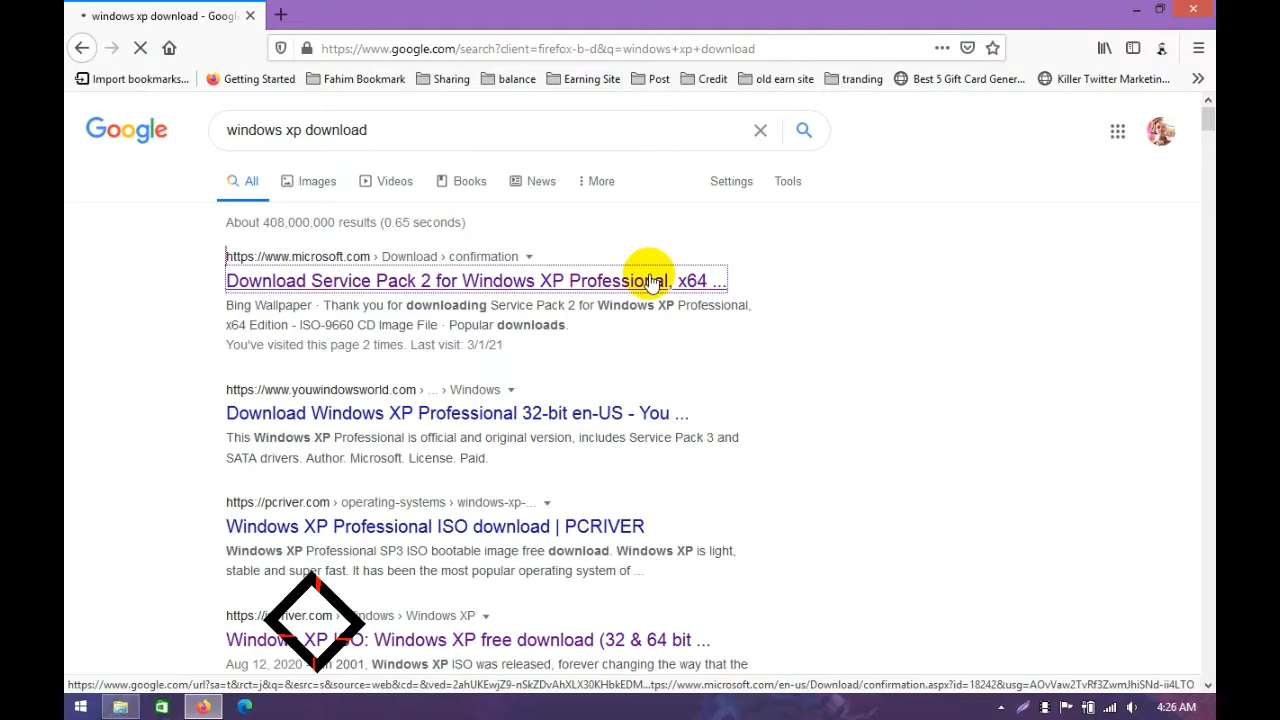 windows xp download - Googl
https://www.google.com/search?client=firefox-b-d&q=windows+xp+download
Import bookmarks... Getting Started Fahim Bookmark Sharing balance Earning Site Post Credit old earn site tranding Best 5 Gift Card Gener... Killer Twitter Marketin...
Google windows xp download
All Images Videos Books News More Settings Tools
About 408,000,000 results (0.65 seconds)
https://www.microsoft.com › Download › confirmation
Download Service Pack 2 for Windows XP Professional, x64 ...
Bing Wallpaper · Thank you for downloading Service Pack 2 for Windows XP Professional,
x64 Edition - ISO-9660 CD Image File · Popular downloads.
You've visited this page 2 times. Last visit: 3/1/21
https://www.youwindowsworld.com › ... › Windows
Download Windows XP Professional 32-bit en-US - You ...
This Windows XP Professional is official and original version, includes Service Pack 3 and
SATA drivers. Author. Microsoft. License. Paid.
https://pcriver.com › operating-systems › windows-xp-...
Windows XP Professional ISO download | PCRIVER
Windows XP Professional SP3 ISO bootable image free download. Windows XP is light,
stable and super fast. It has been the most popular operating system of ...
Windows › Windows XP
Windows XP ISO: Windows XP free download (32 & 64 bit ...
Aug 12, 2020 - In 2001, Windows XP ISO was released, forever changing the way that the
https://www.google.com/url?sa=t&rct=j&q=&esrc=s&source=web&cd=&ved=2ahUKEwjZ9-nSkZDvAhXLX30KHbkEDM...tps://www.microsoft.com/en-us/Download/confirmation.aspx?id=18242&usg=AOvVaw2TvRf3ZwmJhiSNd-ii4LTO
4:26 AM